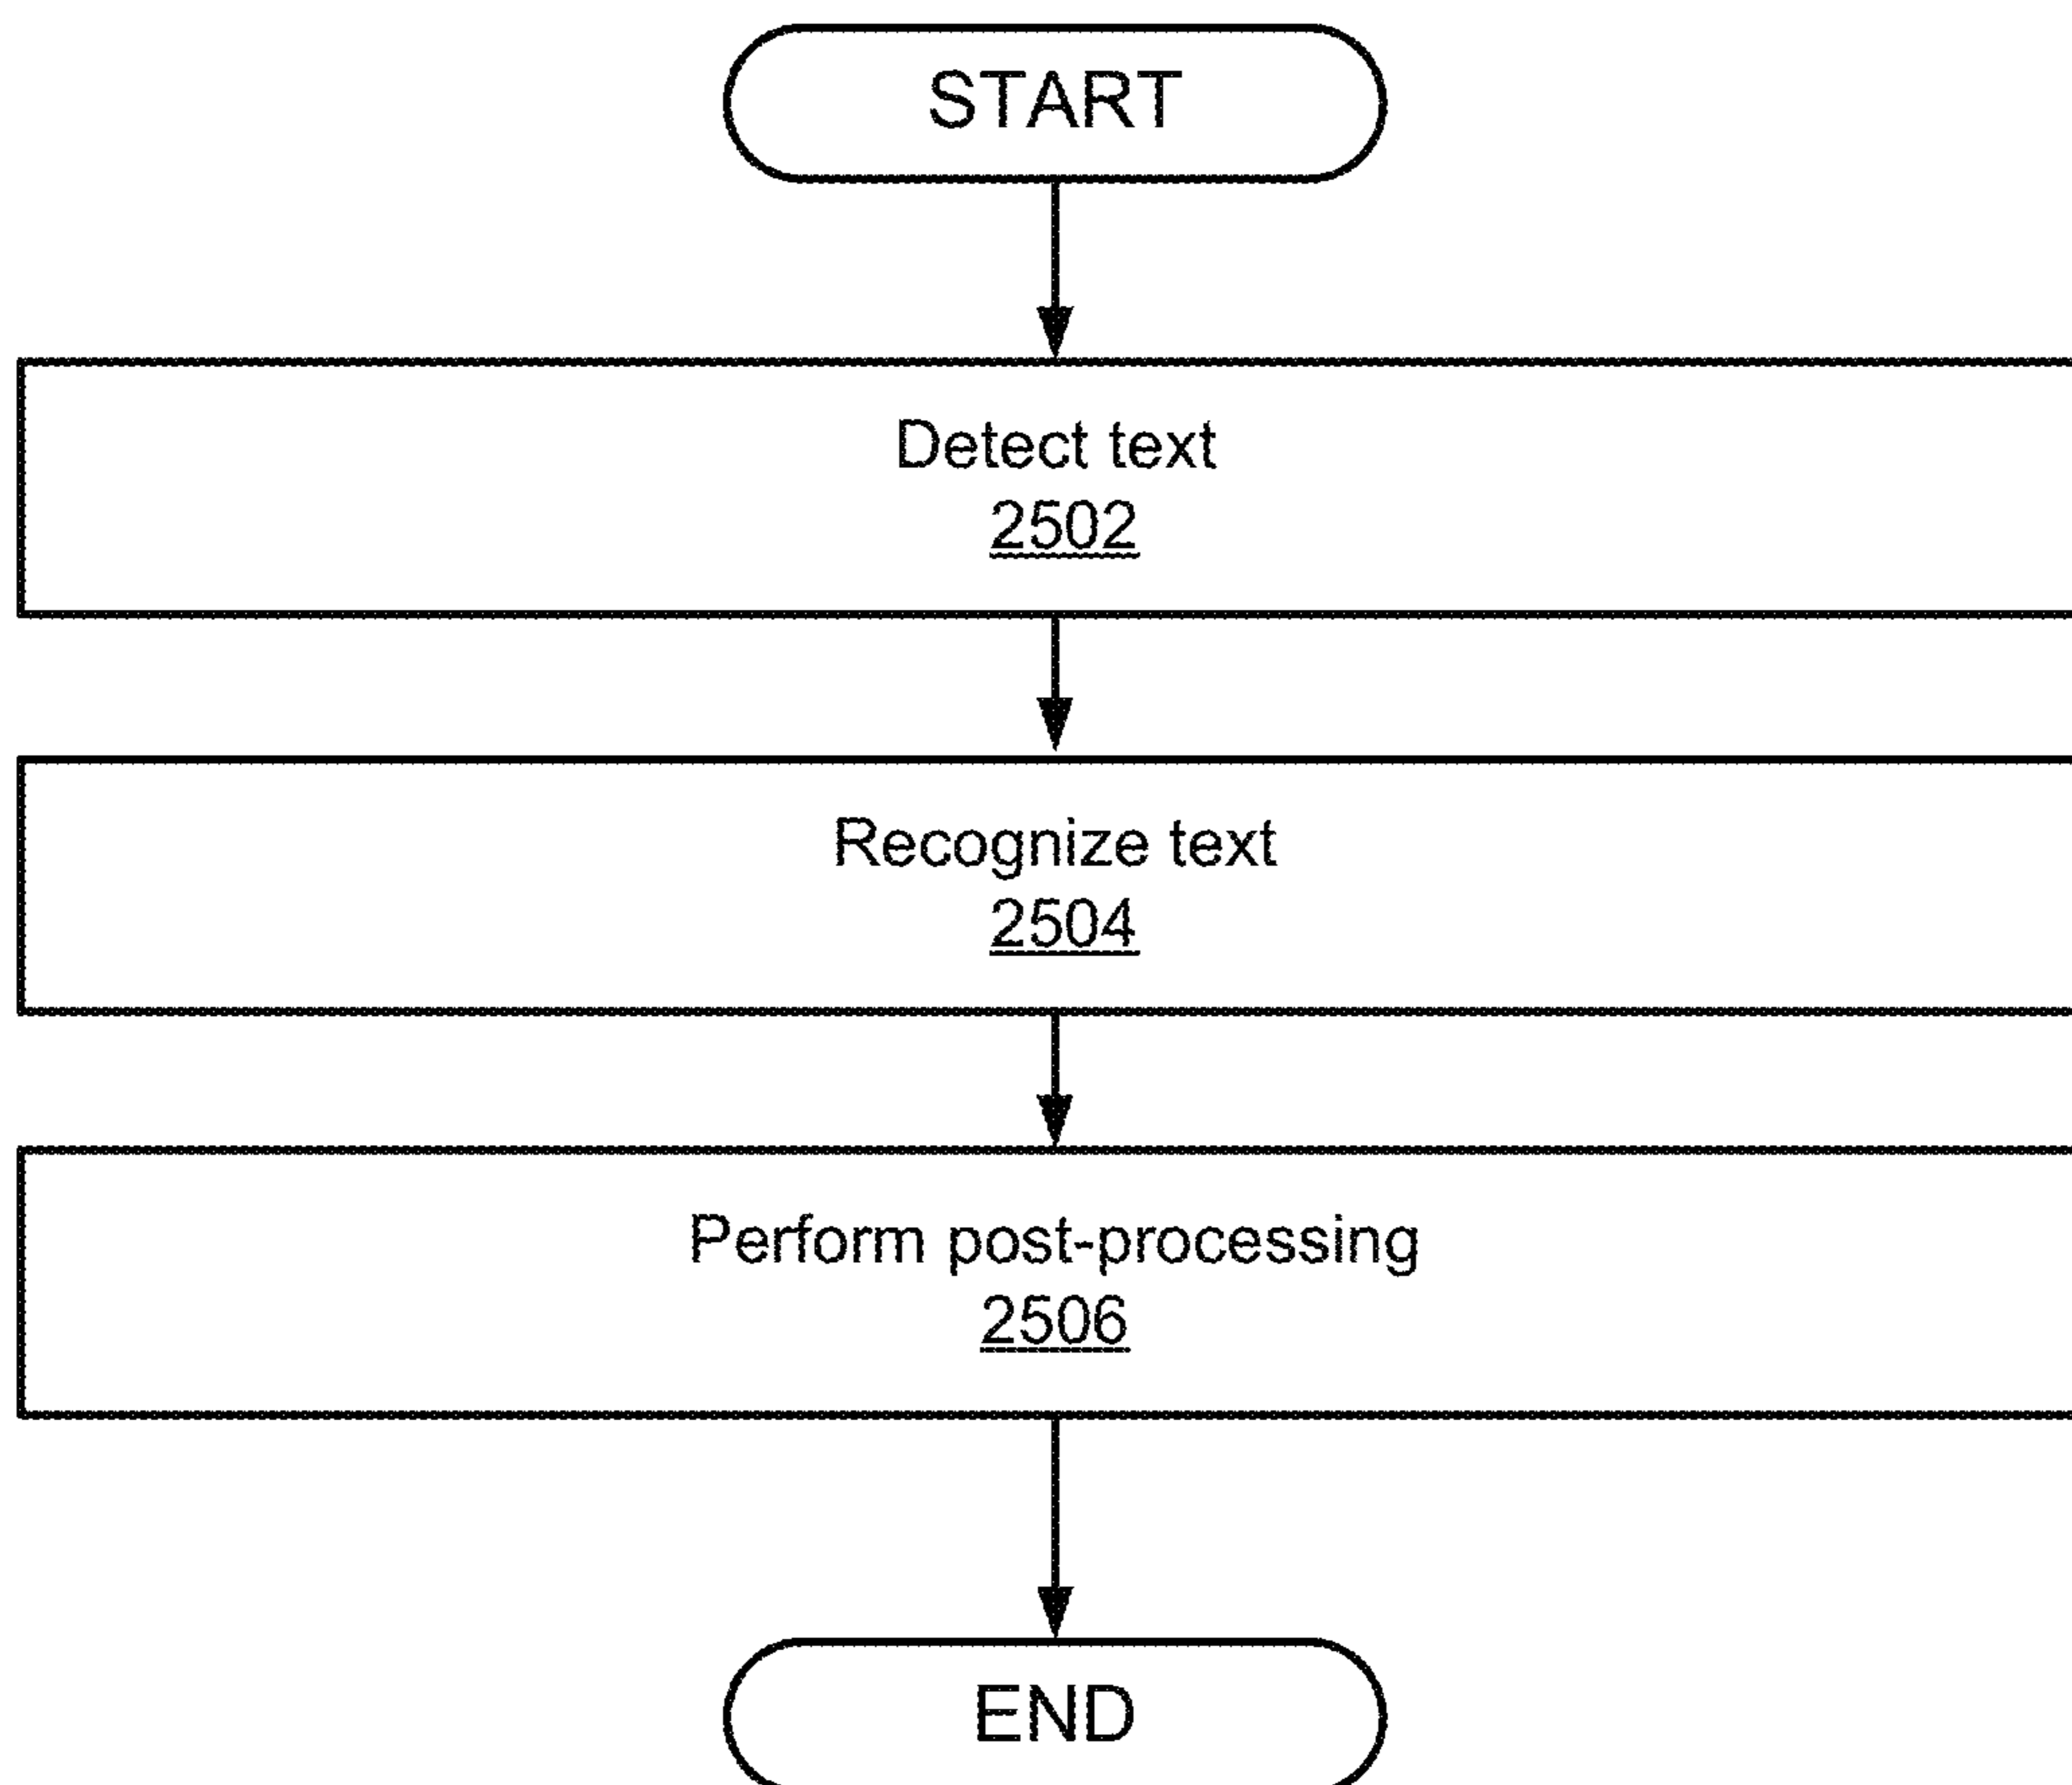 START
Detect text
2502
Recognize text
2504
Perform post-processing
2506
END